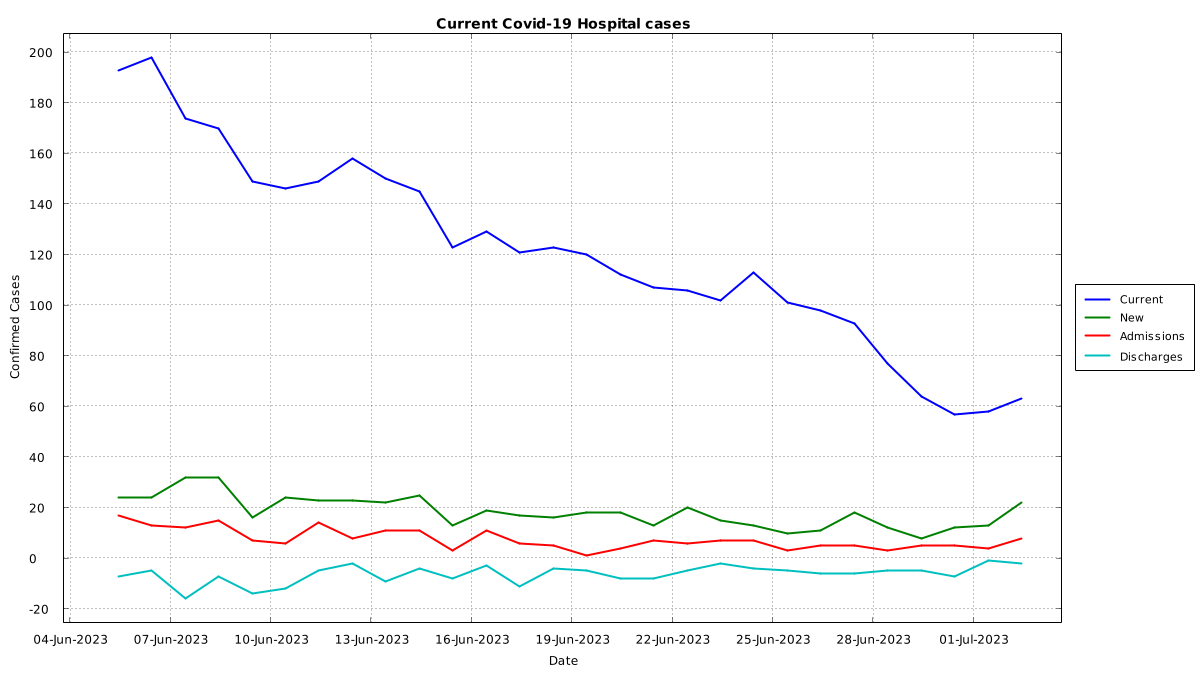 Current Covid-19 Hospital cases
200
180
160
140
120
100
80
60
40
20
0
-20
Confirmed Cases
04-Jun-2023 07-Jun-2023 10-Jun-2023 13-Jun-2023 16-Jun-2023 19-Jun-2023 22-Jun-2023 25-Jun-2023 28-Jun-2023 01-Jul-2023
Date
Current
New
Admissions
Discharges